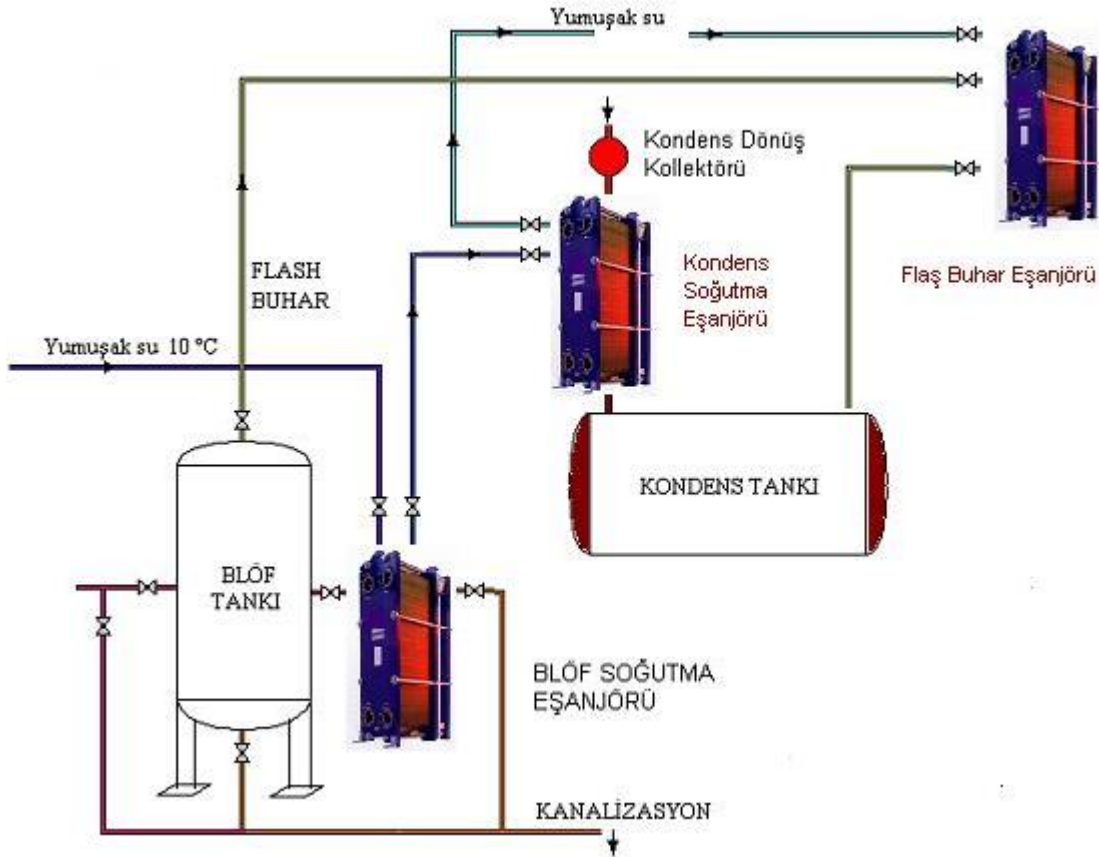 Yumuşak su
Kondens Dönüş
Kollektörü
Kondens
Soğutma
Eşanjörü
Flaş Buhar Eşanjörü
FLASH
BUHAR
Yumuşak su 10 °C
KONDENS TANKI
BLÖF
TANKI
BLÖF SOĞUTMA
EŞANJÖRÜ
KANALİZASYON